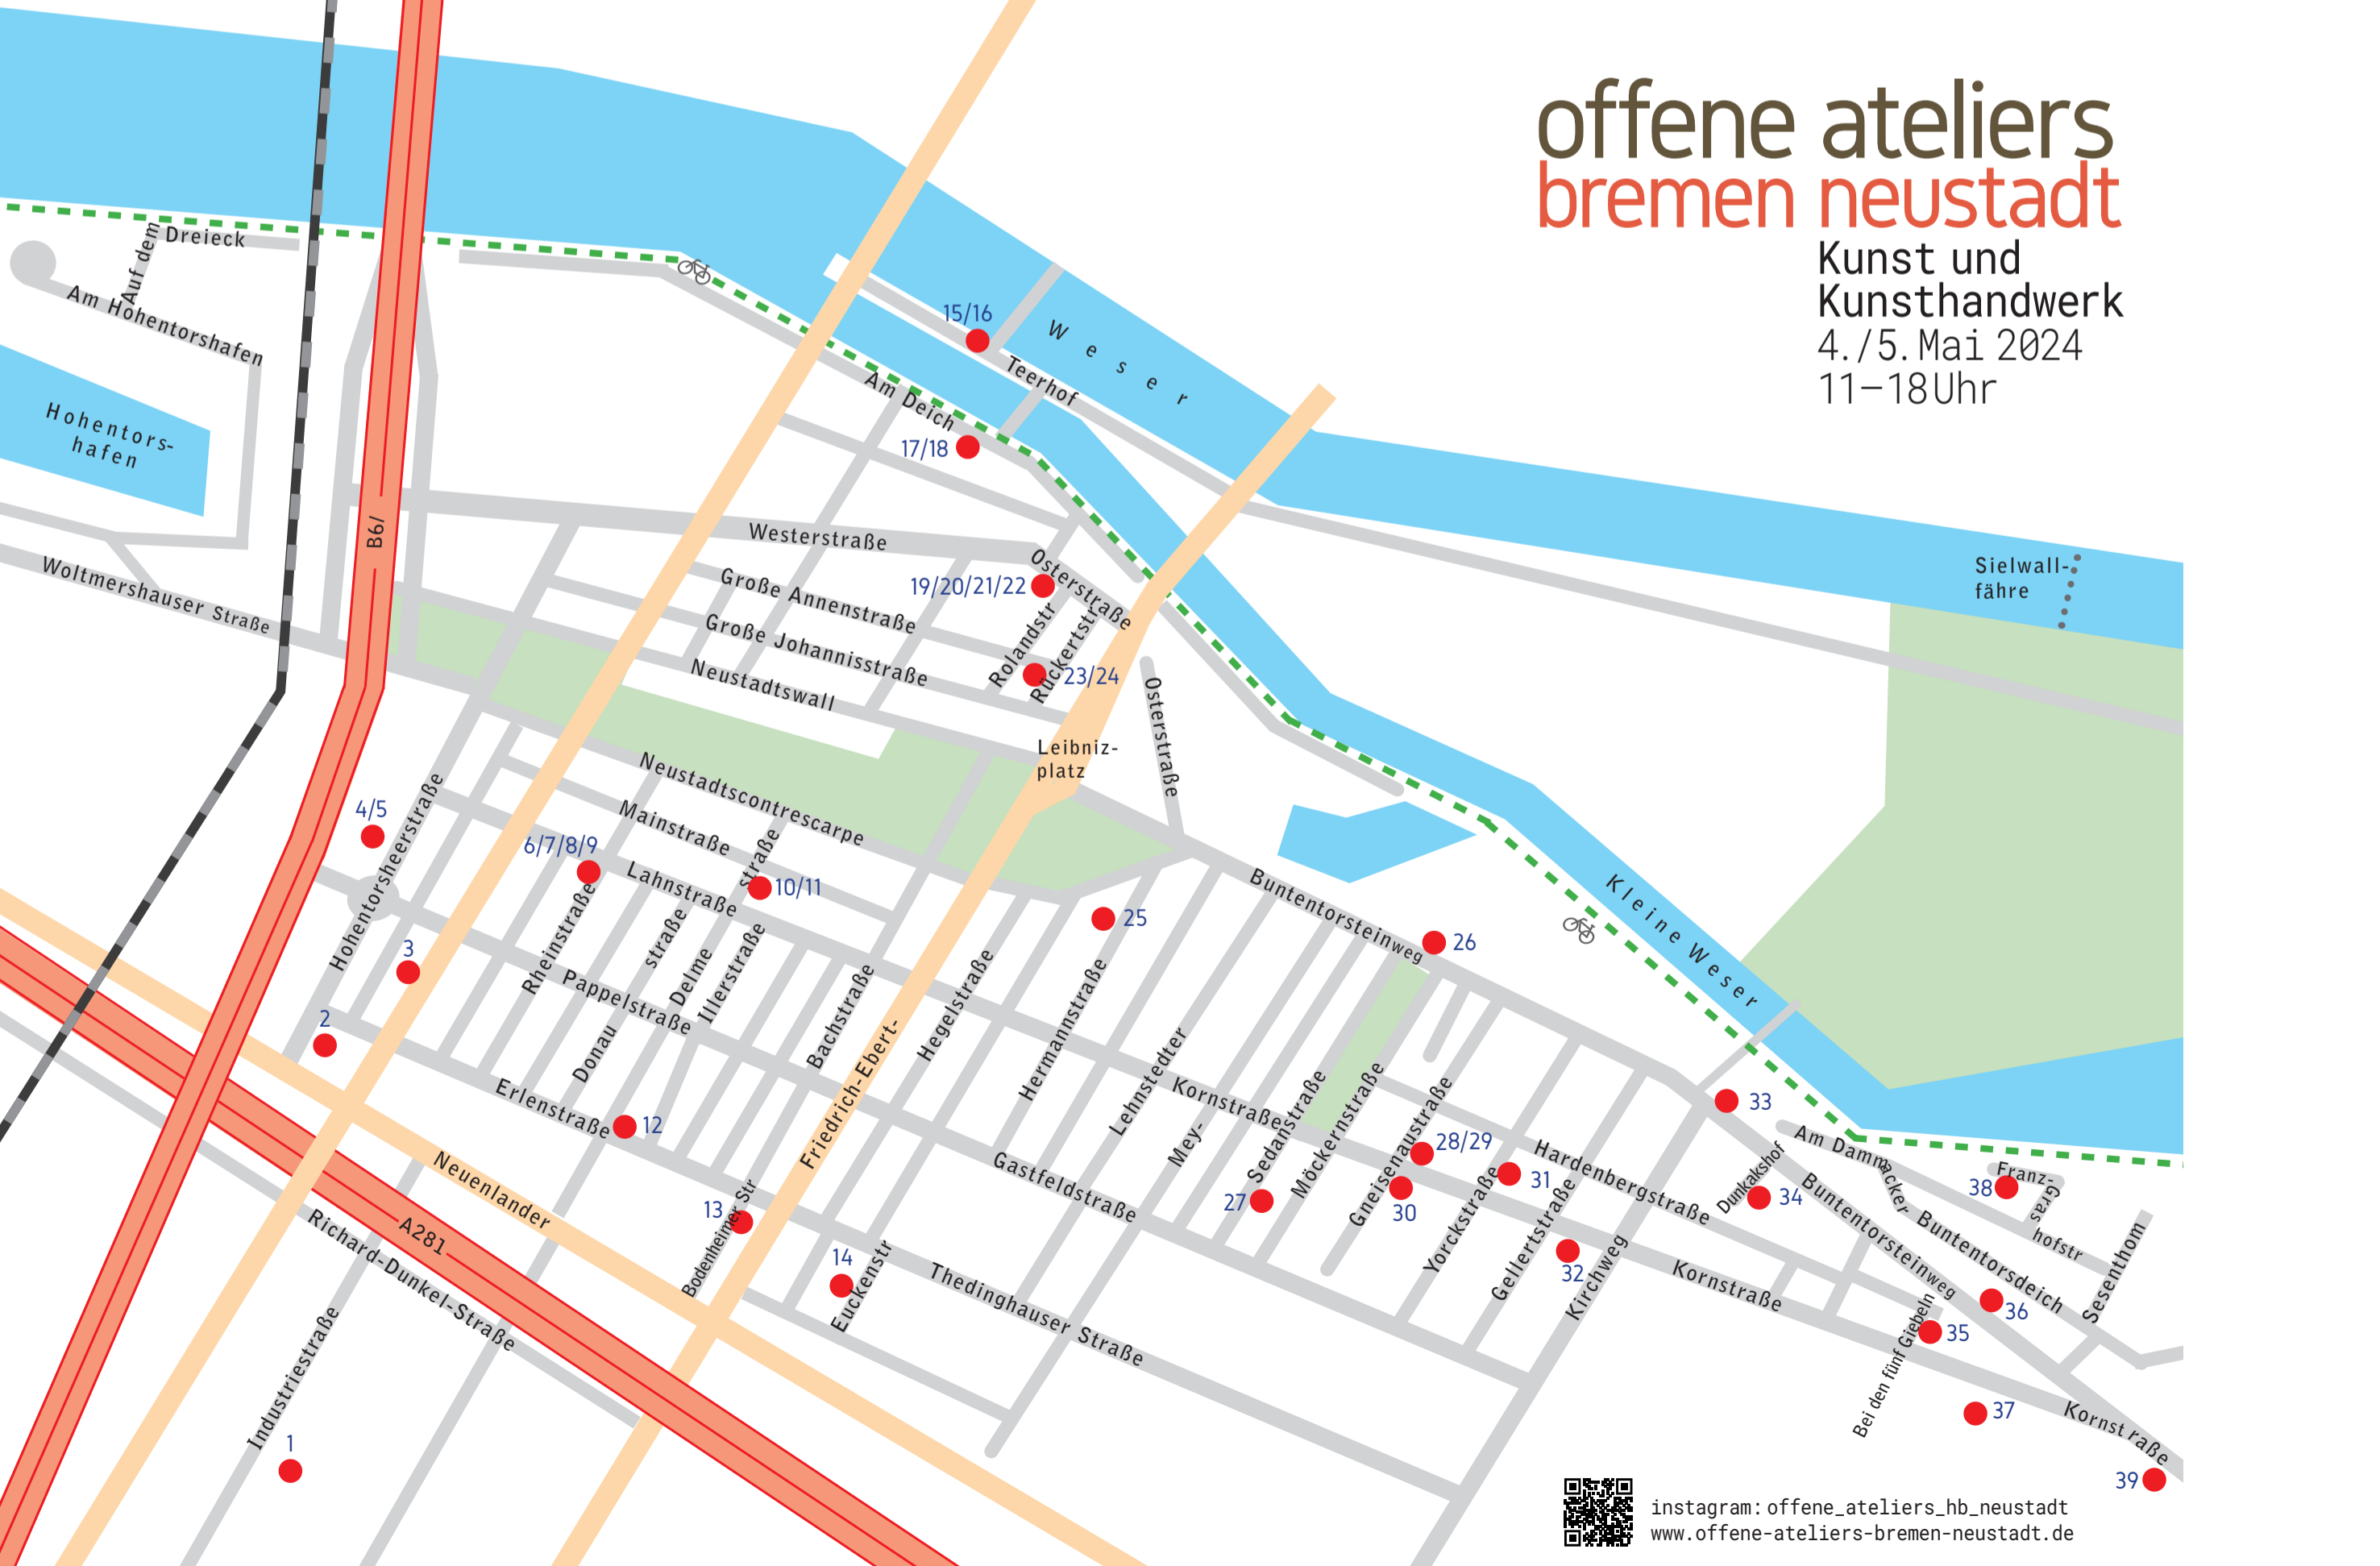 offene ateliers
bremen neustadt
Kunst und
Kunsthandwerk
4./5. Mai 2024
11–18 Uhr
Auf dem
Dreieck
Am Hohentorshafen
Hohentors-
hafen
Woltmershauser Straße
B6/
15/16
Weser
Teerhof
Am Deich
17/18
Westerstraße
Osterstraße
19/20/21/22
Große Annenstraße
Große Johannisstraße
Rolandstr
Rückertstr
23/24
Neustadtswall
Osterstraße
Leibniz-
platz
Sielwall-
fähre
Neustadtscontrescarpe
Hohentorsheerstraße
4/5
Mainstraße
6/7/8/9
Lahnstraße
straße
10/11
25
Buntentorsteinweg
26
Kleine Weser
3
2
Rheinstraße
Pappelstraße
straße
Donau
Delme
Illerstraße
Bachstraße
Friedrich-Ebert-
Hegelstraße
Hermannstraße
Lehnstedter
Mey-
Kornstraße
Sedanstraße
Möckernstraße
Gneisenaustraße
28/29
27
30
31
Yorckstraße
Gellertstraße
32
Kirchweg
Hardenbergstraße
33
Dunkakshof
34
Am Damm
acker
Buntentorsteinweg
Buntentorsdeich
38
Franz-
Gras
hofstr
Sesenthom
Erlenstraße
12
Neuenlander
A281
Richard-Dunkel-Straße
Industriestraße
1
13
Bodenheimer Str
14
Euckenstr
Gastfeldstraße
Thedinghauser Straße
Kornstraße
Bei den fünf Giebeln
35
36
37
Kornstraße
39
instagram: offene_ateliers_hb_neustadt
www.offene-ateliers-bremen-neustadt.de